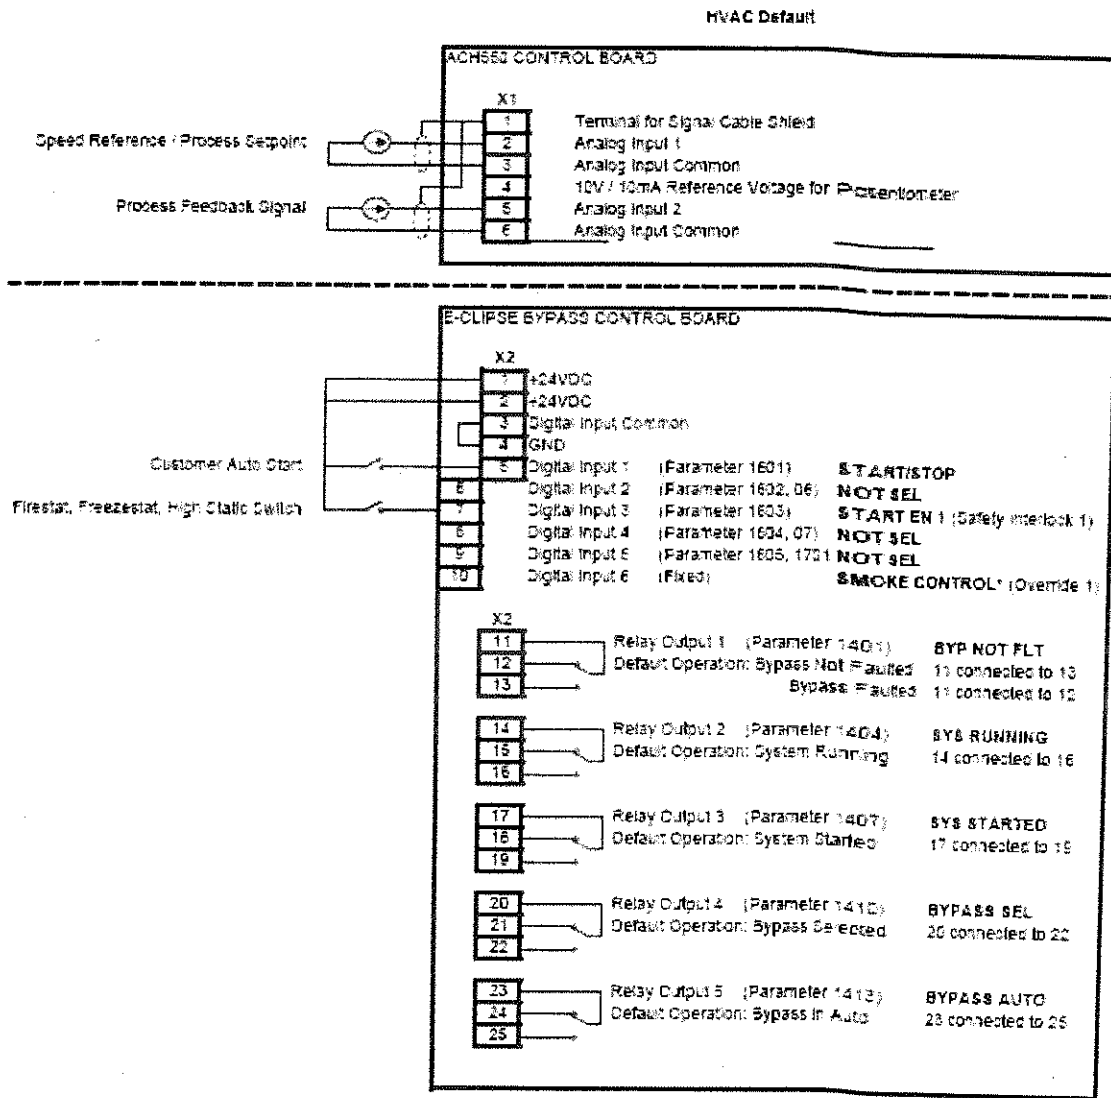 HVAC Default
ACH550 CONTROL BOARD
X1
1 Terminal for Signal Cable Shield
Speed Reference / Process Setpoint 2 Analog Input 1
3 Analog Input Common
4 10V / 10mA Reference Voltage for
Process Feedback Signal 5 Analog Input 2
6 Analog Input Common
E-CLIPSE BYPASS CONTROL BOARD
X2
1 +24VDC
2 +24VDC
3 Digital Input Common
4 GND
Customer Auto Start 5 Digital Input 1 (Parameter 1601) START/STOP
6 Digital Input 2 (Parameter 1602, 06) NOT SEL
Firestat, Freezestat, High Static Switch 7 Digital Input 3 (Parameter 1603) START EN 1 (Safety Interlock 1)
8 Digital Input 4 (Parameter 1604, 07) NOT SEL
9 Digital Input 5 (Parameter 1605, 1701 NOT SEL
10 Digital Input 6 (Fixed) SMOKE CONTROL* (Override 1)
X2
11 Relay Output 1 (Parameter 1401) BYP NOT FLT
12 Default Operation: Bypass Not Faulted 11 connected to 13
13 Bypass Faulted 11 connected to 12
14 Relay Output 2 (Parameter 1404) SYS RUNNING
15 Default Operation: System Running 14 connected to 16
16
17 Relay Output 3 (Parameter 1407) SYS STARTED
18 Default Operation: System Started 17 connected to 19
19
20 Relay Output 4 (Parameter 1410) BYPASS SEL
21 Default Operation: Bypass Selected 20 connected to 22
22
23 Relay Output 5 (Parameter 1413) BYPASS AUTO
24 Default Operation: Bypass In Auto 23 connected to 25
25